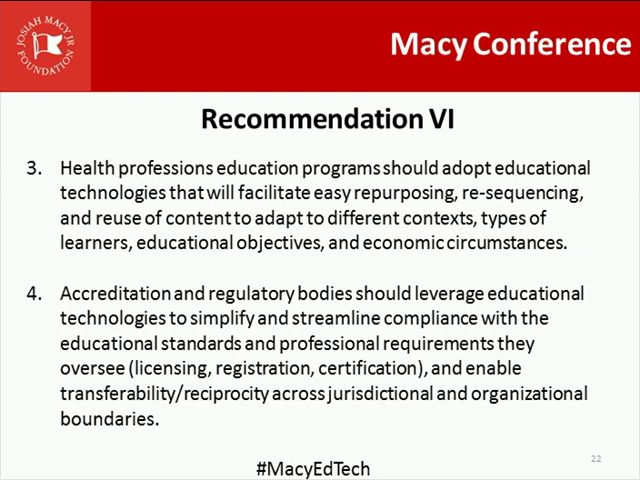 JOSIAH MACY JR
FOUNDATION
Macy Conference
Recommendation VI
3. Health professions education programs should adopt educational
technologies that will facilitate easy repurposing, re-sequencing,
and reuse of content to adapt to different contexts, types of
learners, educational objectives, and economic circumstances.
4. Accreditation and regulatory bodies should leverage educational
technologies to simplify and streamline compliance with the
educational standards and professional requirements they
oversee (licensing, registration, certification), and enable
transferability/reciprocity across jurisdictional and organizational
boundaries.
22
#MacyEdTech